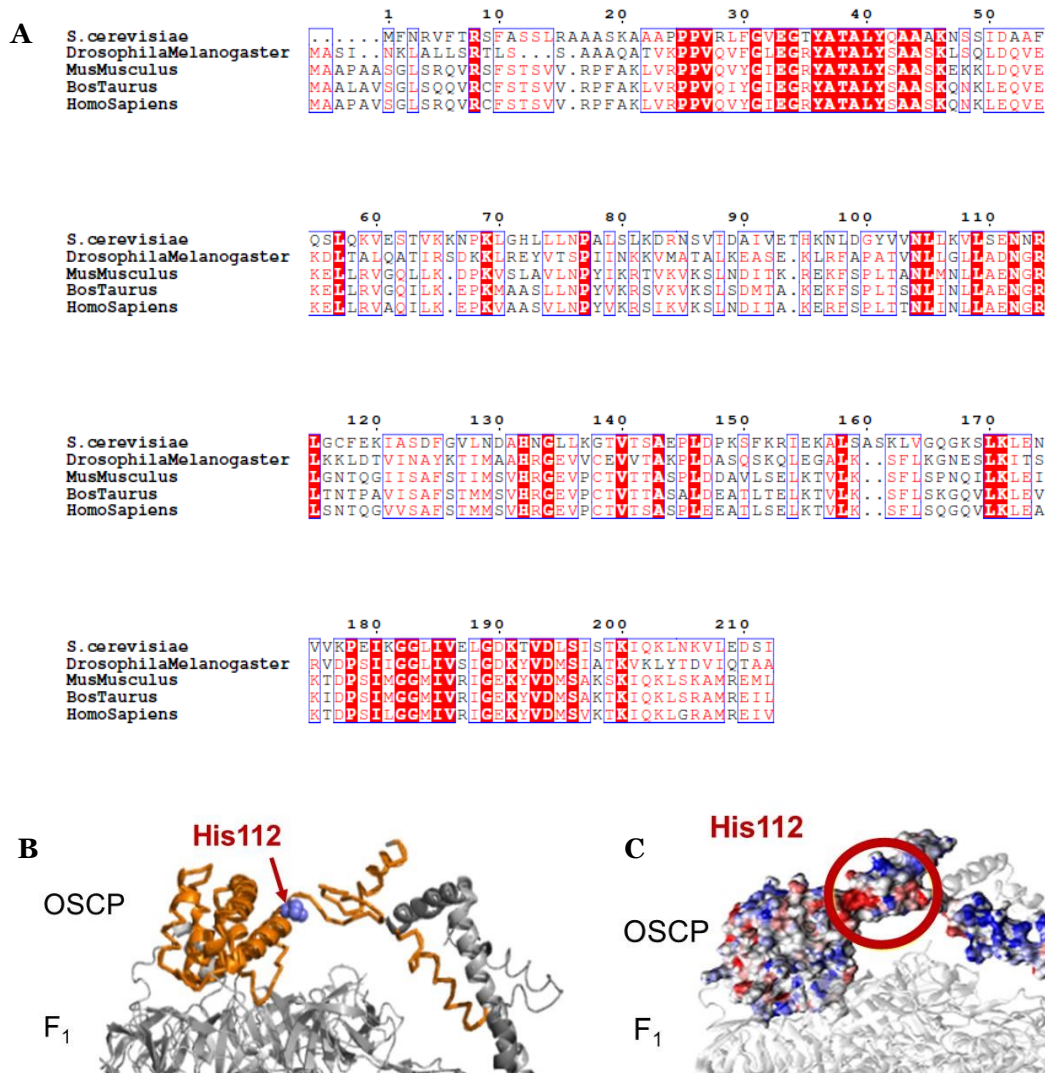 A
1 10 20 30 40 50
S.cerevisiae ......MFNRVFTRSFASSLRAAASKAAAPPPVRLFGVEGTYATALYQAAAKNSSIDAAF
DrosophilaMelanogaster MASI..NKLALLSRTLS...S.AAAQATVKPPVQVFGLEGRYATALYSAASKLSQLDQVE
MusMusculus MAAPAASGLSRQVRSFSTSVV.RPFAKLVRPPVQVYGIEGRYATALYSAASKEKKLDQVE
BosTaurus MAALAVSGLSQQVRCFSTSVV.RPFAKLVRPPVQIYGIEGRYATALYSAASKQNKLEQVE
HomoSapiens MAAPAVSGLSRQVRCFSTSVV.RPFAKLVRPPVQVYGIEGRYATALYSAASKQNKLEQVE
60 70 80 90 100 110
S.cerevisiae QSLQKVESTVKKNPKLGHLLLNPALSLKDRNSVIDAIVETHKNLDGYVVNLLKVLSENNR
DrosophilaMelanogaster KDLTALQATIRSDKKLREYVTSPIINKKVMATALKEASE.KLRFAPATVNLLGLLADNGR
MusMusculus KELLRVGQLLK.DPKVSLAVLNPYIKRTVKVKSLNDITK.REKFSPLTANLMNLLAENGR
BosTaurus KELLRVGQILK.EPKMAASLLNPYVKRSVKVKSLSDMTA.KEKFSPLTSNLINLLAENGR
HomoSapiens KELLRVAQILK.EPKVAASVLNPYVKRSIKVKSLNDITA.KERFSPLTTNLINLLAENGR
120 130 140 150 160 170
S.cerevisiae LGCFEKIASDFGVLNDAHNGLLKGTVTSAEPLDPKSFKRIEKALSASKLVGQGKSLKLEN
DrosophilaMelanogaster LKKLDTVINAYKTIMAAHRGEVVCEVVTAKPLDASQSKQLEGALK..SFLKGNESLKITS
MusMusculus LGNTQGIISAFSTIMSVHRGEVPCTVTTASPLDDAVLSELKTVLK..SFLSPNQILKLEI
BosTaurus LTNTPAVISAFSTMMSVHRGEVPCTVTTASALDEATLTELKTVLK..SFLSKGQVLKLEV
HomoSapiens LSNTQGVVSAFSTMMSVHRGEVPCTVTSASPLEEATLSELKTVLK..SFLSQGQVLKLEA
180 190 200 210
S.cerevisiae VVKPEIKGGLIVELGDKTVDLSISTKIQKLNKVLEDSI
DrosophilaMelanogaster RVDPSIIGGLIVSIGDKYVDMSIATKVKLYTDVIQTAA
MusMusculus KTDPSIMGGMIVRIGEKYVDMSAKSKIQKLSKAMREML
BosTaurus KIDPSIMGGMIVRIGEKYVDMSAKTKIQKLSRAMREIL
HomoSapiens KTDPSILGGMIVRIGEKYVDMSVKTKIQKLGRAMREIV
B
His112
OSCP
F1
C
His112
OSCP
F1